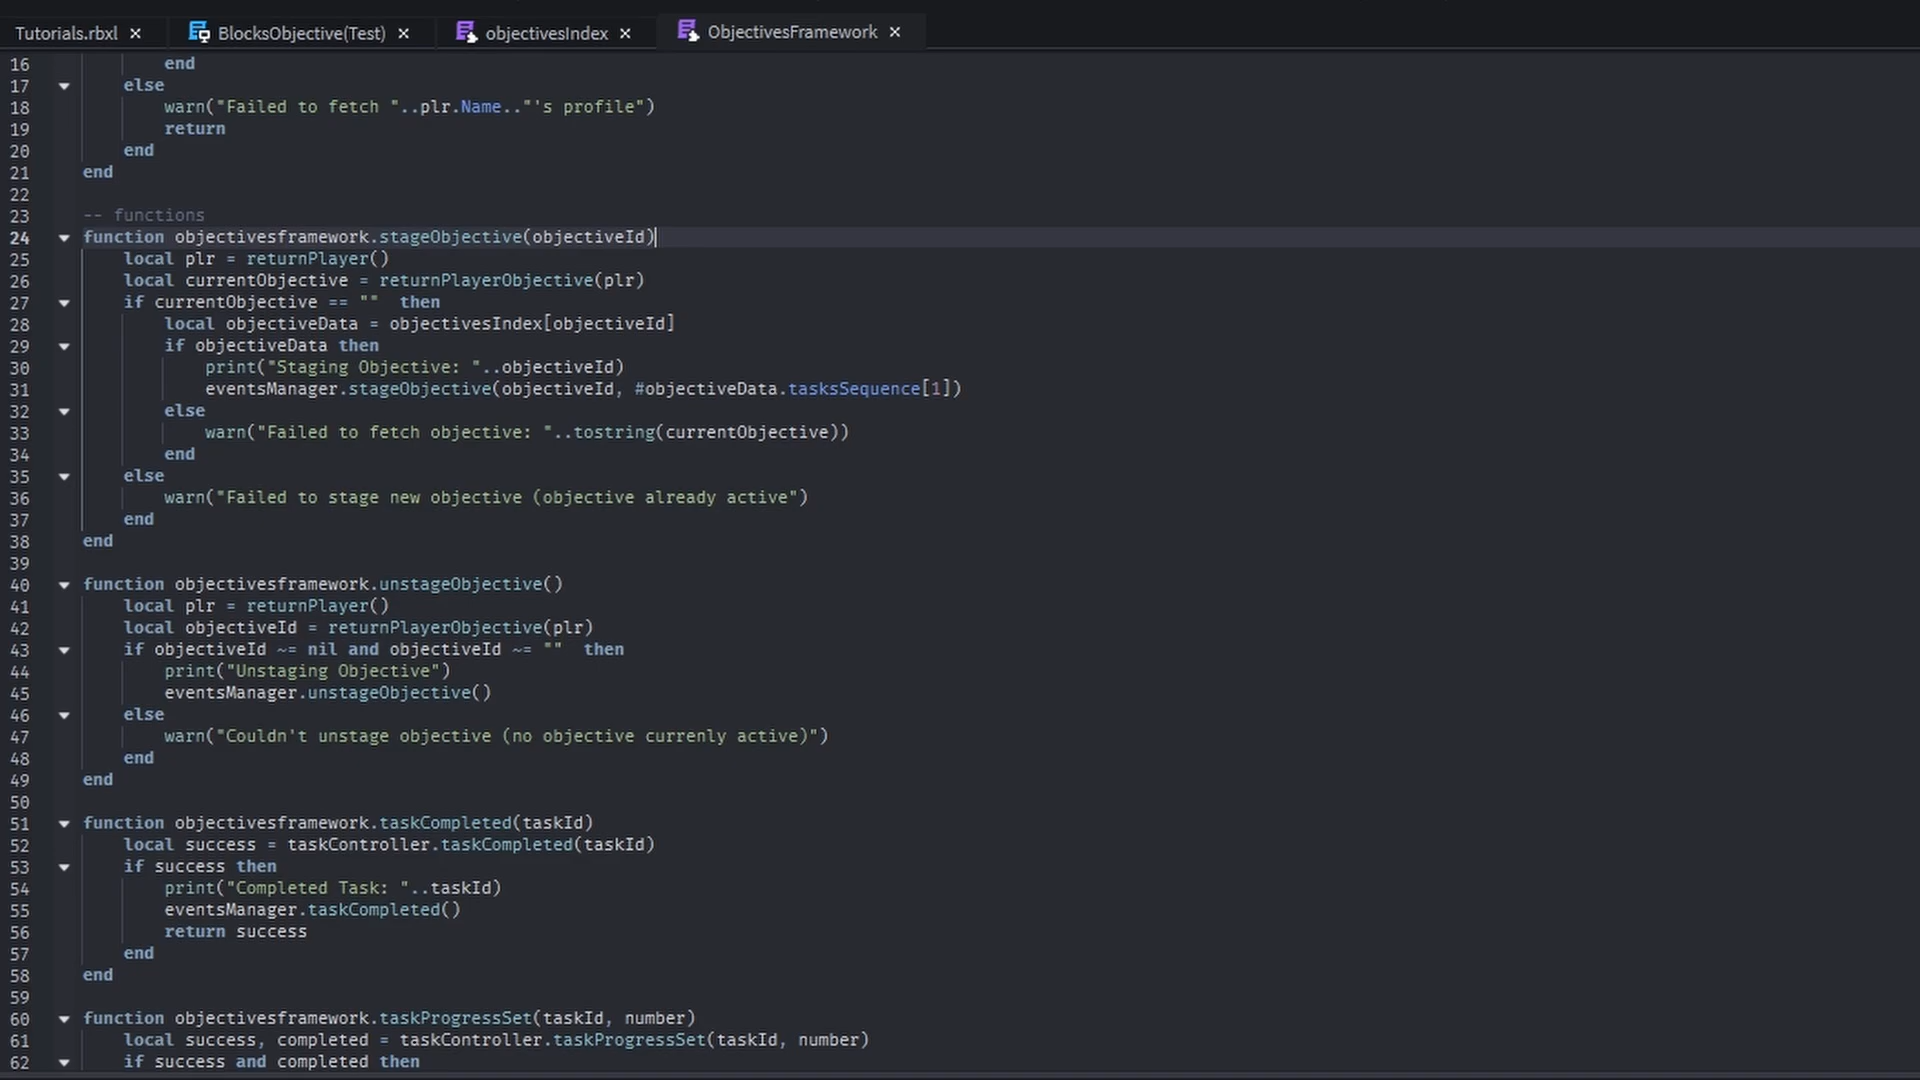 Tutorials.rbxl × BlocksObjective(Test) × objectivesIndex × ObjectivesFramework ×
16 end
17 else
18 warn("Failed to fetch "..plr.Name.."'s profile")
19 return
20 end
21 end
22
23 -- functions
24 function objectivesframework.stageObjective(objectiveId)
25 local plr = returnPlayer()
26 local currentObjective = returnPlayerObjective(plr)
27 if currentObjective == "" then
28 local objectiveData = objectivesIndex[objectiveId]
29 if objectiveData then
30 print("Staging Objective: "..objectiveId)
31 eventsManager.stageObjective(objectiveId, #objectiveData.tasksSequence[1])
32 else
33 warn("Failed to fetch objective: "..tostring(currentObjective))
34 end
35 else
36 warn("Failed to stage new objective (objective already active")
37 end
38 end
39
40 function objectivesframework.unstageObjective()
41 local plr = returnPlayer()
42 local objectiveId = returnPlayerObjective(plr)
43 if objectiveId ~= nil and objectiveId ~= "" then
44 print("Unstaging Objective")
45 eventsManager.unstageObjective()
46 else
47 warn("Couldn't unstage objective (no objective currenly active)")
48 end
49 end
50
51 function objectivesframework.taskCompleted(taskId)
52 local success = taskController.taskCompleted(taskId)
53 if success then
54 print("Completed Task: "..taskId)
55 eventsManager.taskCompleted()
56 return success
57 end
58 end
59
60 function objectivesframework.taskProgressSet(taskId, number)
61 local success, completed = taskController.taskProgressSet(taskId, number)
62 if success and completed then